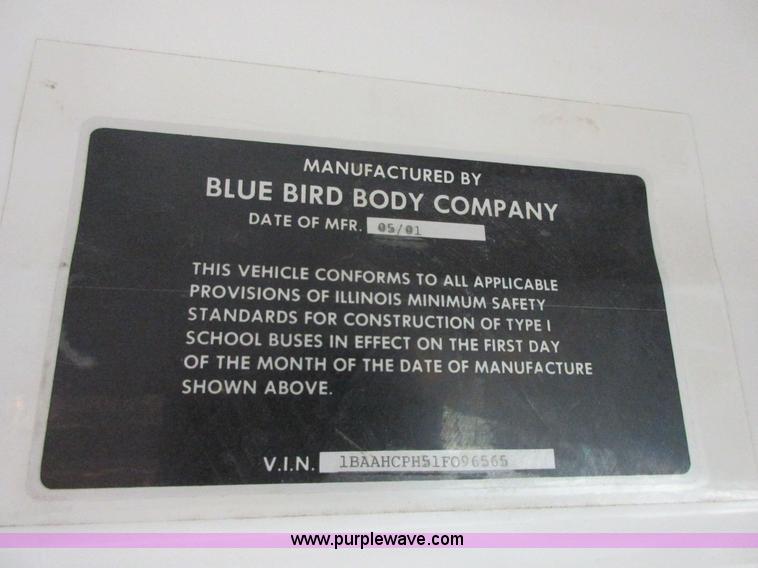 MANUFACTURED BY
BLUE BIRD BODY COMPANY
DATE OF MFR. 05/01
THIS VEHICLE CONFORMS TO ALL APPLICABLE
PROVISIONS OF ILLINOIS MINIMUM SAFETY
STANDARDS FOR CONSTRUCTION OF TYPE I
SCHOOL BUSES IN EFFECT ON THE FIRST DAY
OF THE MONTH OF THE DATE OF MANUFACTURE
SHOWN ABOVE.
V.I.N. 1BAAHCPH51F096565
www.purplewave.com